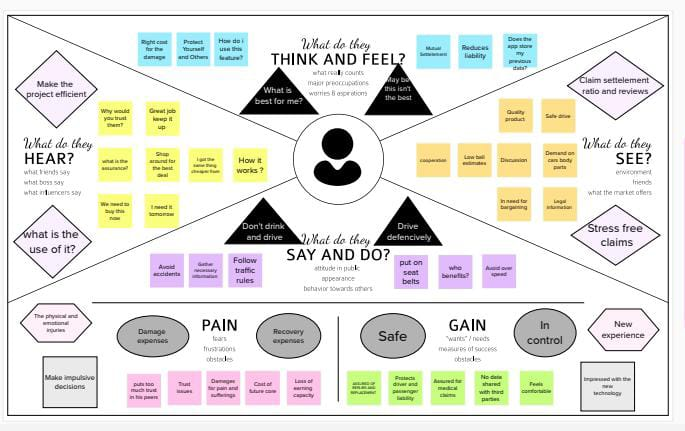 Right cost
for the
damage
Protect
Yourself
and Others
How do i
use this
feature?
What do they
THINK AND FEEL?
what really counts
major preoccupations
worries & aspirations
Mutual
Settelement
Reduces
liability
Does the
app store
my
previous
data?
What is
best for me?
May be
this isn't
the best
Make the
project efficient
Claim settelement
ratio and reviews
Why would
you trust
them?
Great job
keep it
up
What do they
HEAR?
what friends say
what boss say
what influencers say
what is the
assurance?
Shop
around for
the best
deal
I got the
same thing
cheaper from
How it
works ?
We need to
buy this
now
I need it
tomorrow
what is the
use of it?
Quality
product
Safe drive
cooperation
Low ball
estimates
Discussion
Demand on
cars body
parts
What do they
SEE?
environment
friends
what the market offers
In need for
bargaining
Legal
information
Stress free
claims
Don't drink
and drive
Drive
defencively
What do they
SAY AND DO?
attitude in public
appearance
behavior towards others
Avoid
accidents
Gather
necessary
information
Follow
traffic
rules
put on
seat
belts
who
benefits?
Avoid over
speed
The physical and
emotional
injuries
Damage
expenses
PAIN
fears
frustrations
obstacles
Recovery
expenses
Safe
GAIN
"wants" / needs
measures of success
obstacles
In
control
New
experience
Make impulsive
decisions
puts too
much trust
in his peers
Trust
issues
Damages
for pain and
sufferings
Cost of
future core
Loss of
earning
capacity
ASSURED OF
REPLIES AND
REPLACEMENT
Protects
driver and
passenger
liability
Assured for
medical
claims
No data
shared with
third parties
Feels
comfortable
Impressed with the
new
technology